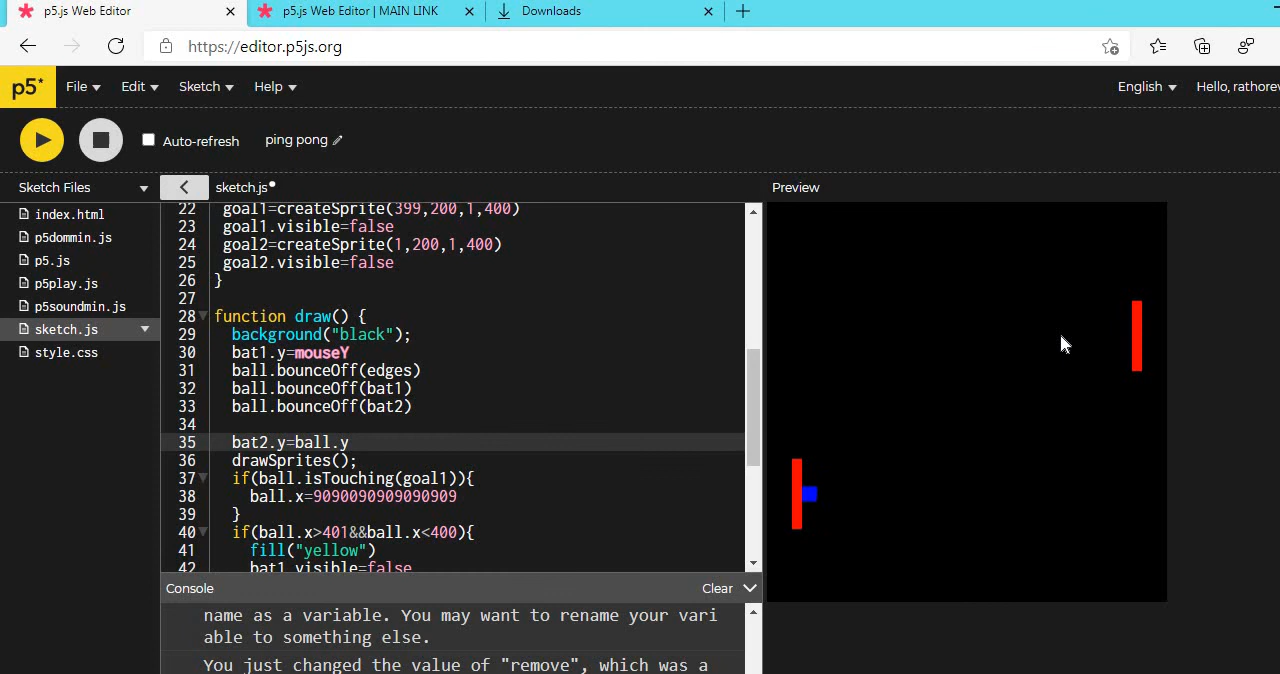 p5.js Web Editor
p5.js Web Editor | MAIN LINK
Downloads
https://editor.p5js.org
p5*
File
Edit
Sketch
Help
English
Hello, rathorev
Auto-refresh
ping pong
Sketch Files
sketch.js
Preview
index.html
p5dommin.js
p5.js
p5play.js
p5soundmin.js
sketch.js
style.css
22 goal1=createSprite(399,200,1,400)
23 goal1.visible=false
24 goal2=createSprite(1,200,1,400)
25 goal2.visible=false
26 }
27
28 function draw() {
29 background("black");
30 bat1.y=mouseY
31 ball.bounceOff(edges)
32 ball.bounceOff(bat1)
33 ball.bounceOff(bat2)
34
35 bat2.y=ball.y
36 drawSprites();
37 if(ball.isTouching(goal1)){
38 ball.x=9090090909090909
39 }
40 if(ball.x>401&&ball.x<400){
41 fill("yellow")
42 bat1.visible=false
Console
Clear
name as a variable. You may want to rename your vari
able to something else.
You just changed the value of "remove", which was a